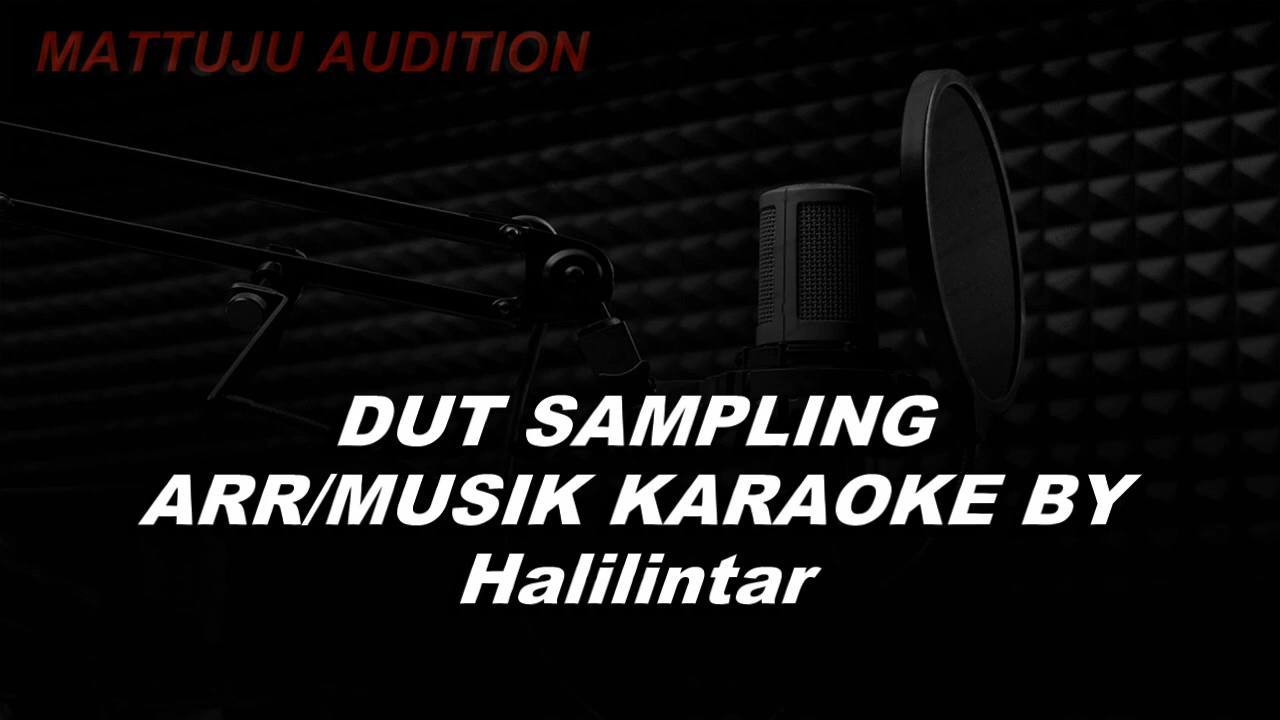 MATTUJU AUDITION
DUT SAMPLING
ARR/MUSIK KARAOKE BY
Halilintar